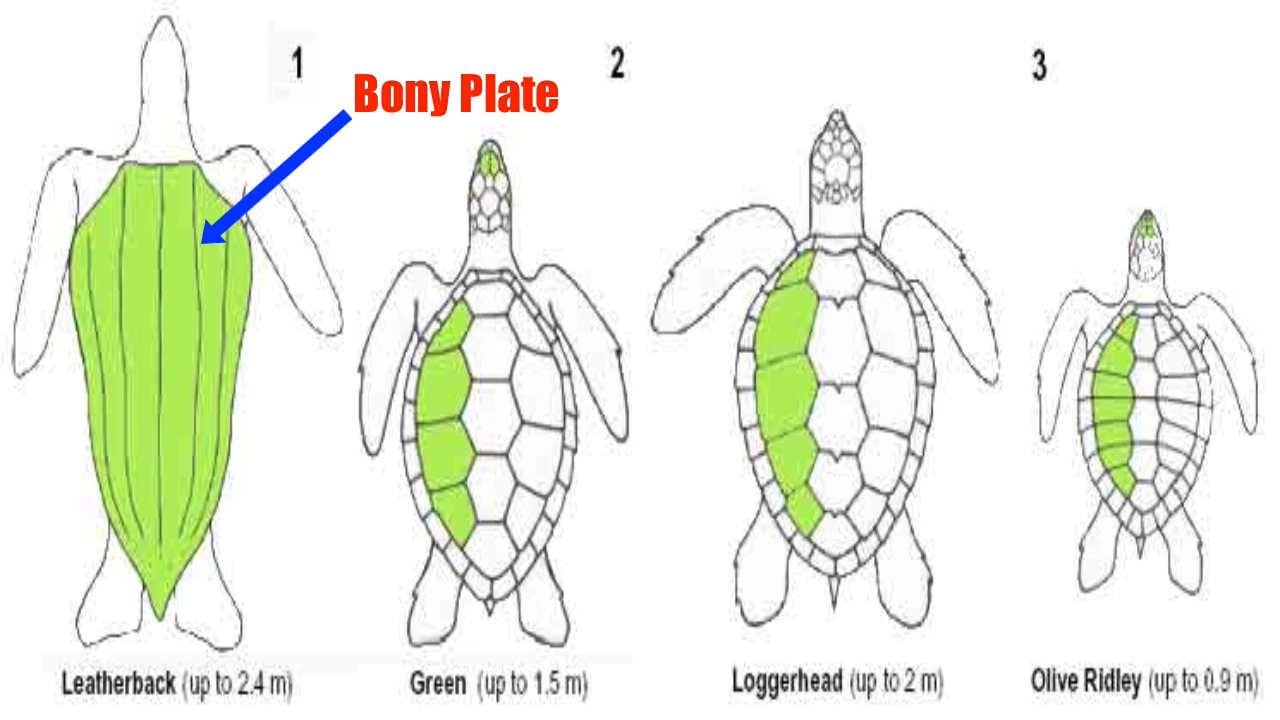 1
2
3
Bony Plate
Leatherback (up to 2.4 m)
Green (up to 1.5 m)
Loggerhead (up to 2 m)
Olive Ridley (up to 0.9 m)